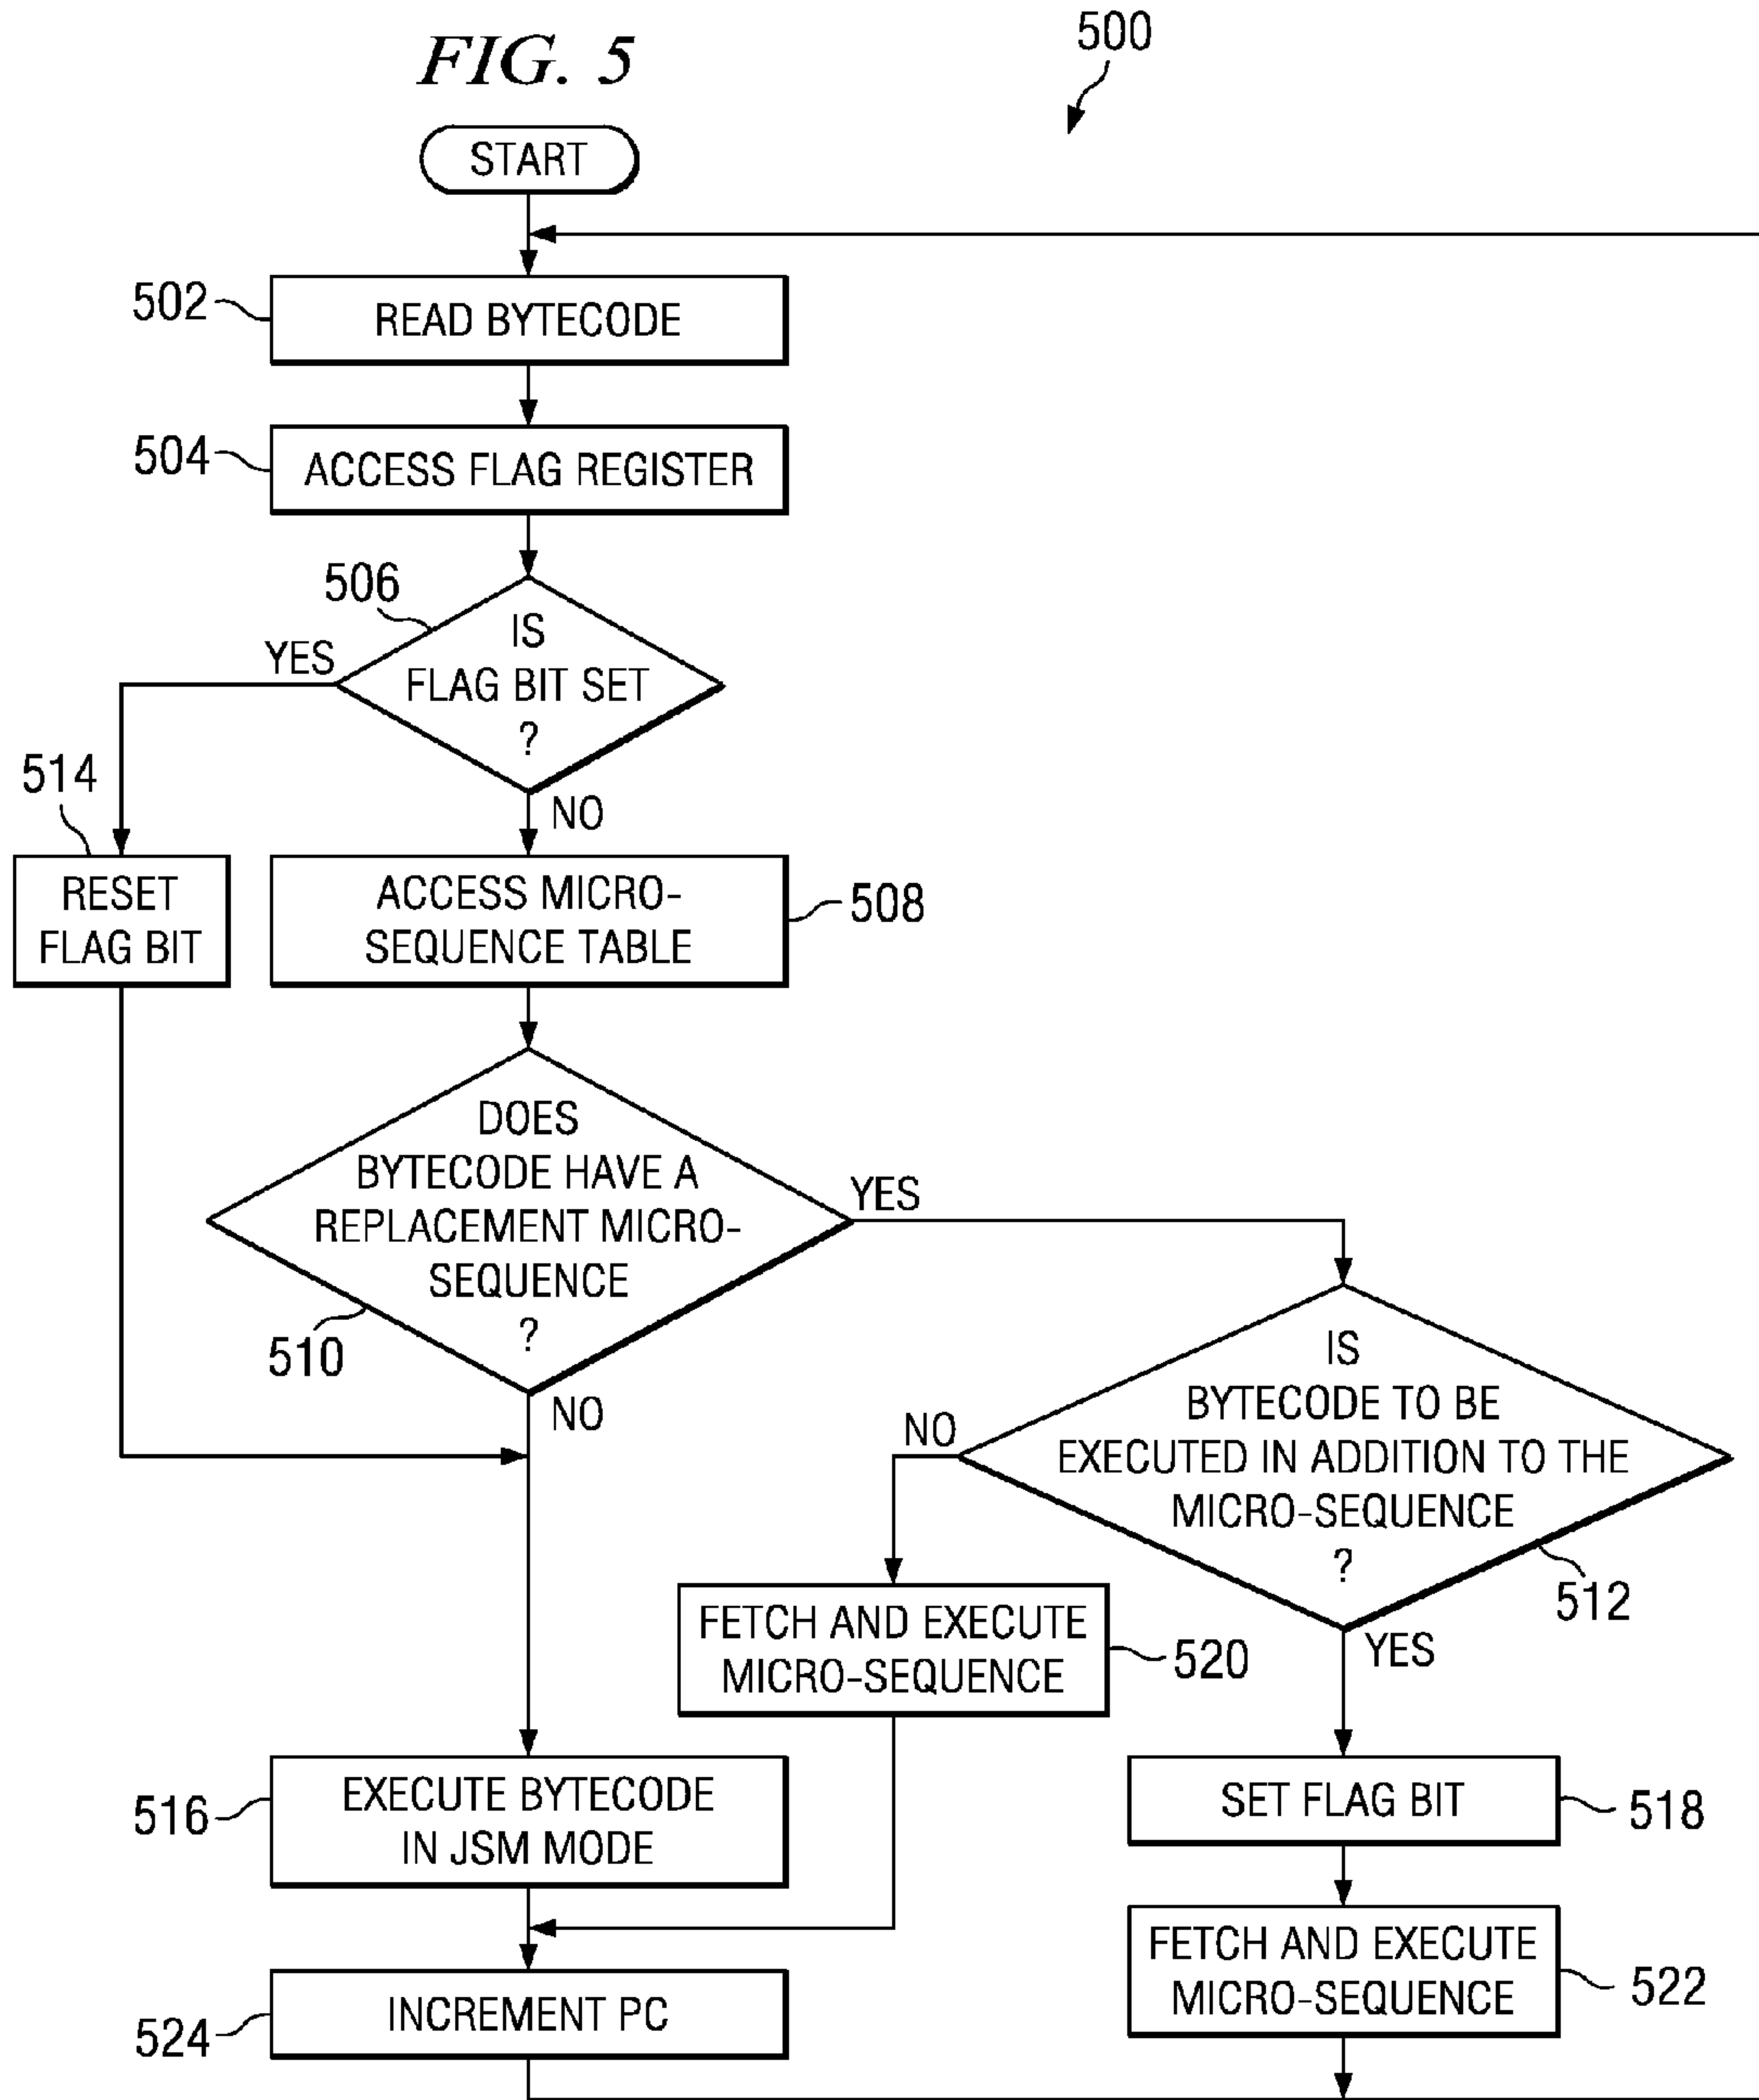 FIG. 5
500
START
502
READ BYTECODE
504
ACCESS FLAG REGISTER
506
IS
FLAG BIT SET
?
YES
NO
514
RESET
FLAG BIT
ACCESS MICRO-
SEQUENCE TABLE
508
DOES
BYTECODE HAVE A
REPLACEMENT MICRO-
SEQUENCE
?
510
YES
NO
IS
BYTECODE TO BE
EXECUTED IN ADDITION TO THE
MICRO-SEQUENCE
?
512
NO
YES
FETCH AND EXECUTE
MICRO-SEQUENCE
520
516
EXECUTE BYTECODE
IN JSM MODE
SET FLAG BIT
518
FETCH AND EXECUTE
MICRO-SEQUENCE
522
524
INCREMENT PC